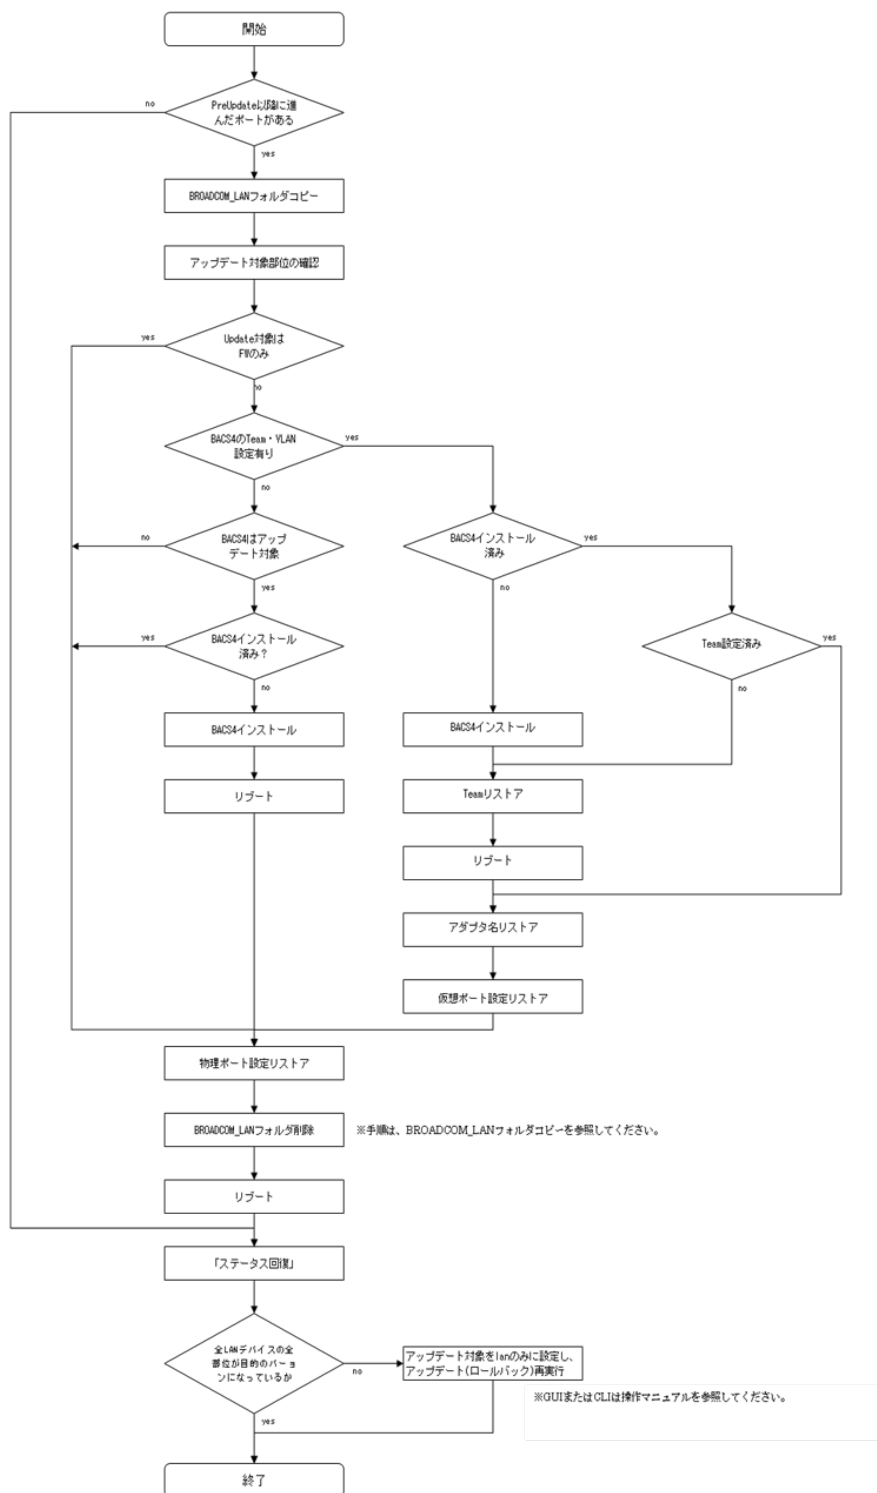 開始
PreUpdate以降に進
んだポートがある
no
yes
BROADCOM_LANフォルダコピー
アップデート対象部位の確認
Update対象は
FWのみ
yes
no
BACS4のTeam・VLAN
設定有り
yes
no
BACS4はアップ
デート対象
no
yes
BACS4インストール
済み
yes
no
BACS4インストール
済み？
yes
no
Team設定済み
yes
no
BACS4インストール
BACS4インストール
リブート
Teamリストア
リブート
アダプタ名リストア
仮想ポート設定リストア
物理ポート設定リストア
BROADCOM_LANフォルダ削除
※手順は、BROADCOM_LANフォルダコピーを参照してください。
リブート
「ステータス回復」
全LANデバイスの全
部位が目的のバージョ
ンになっているか
no
yes
アップデート対象をlanのみに設定し、
アップデート(ロールバック)再実行
※GUIまたはCLIは操作マニュアルを参照してください。
終了